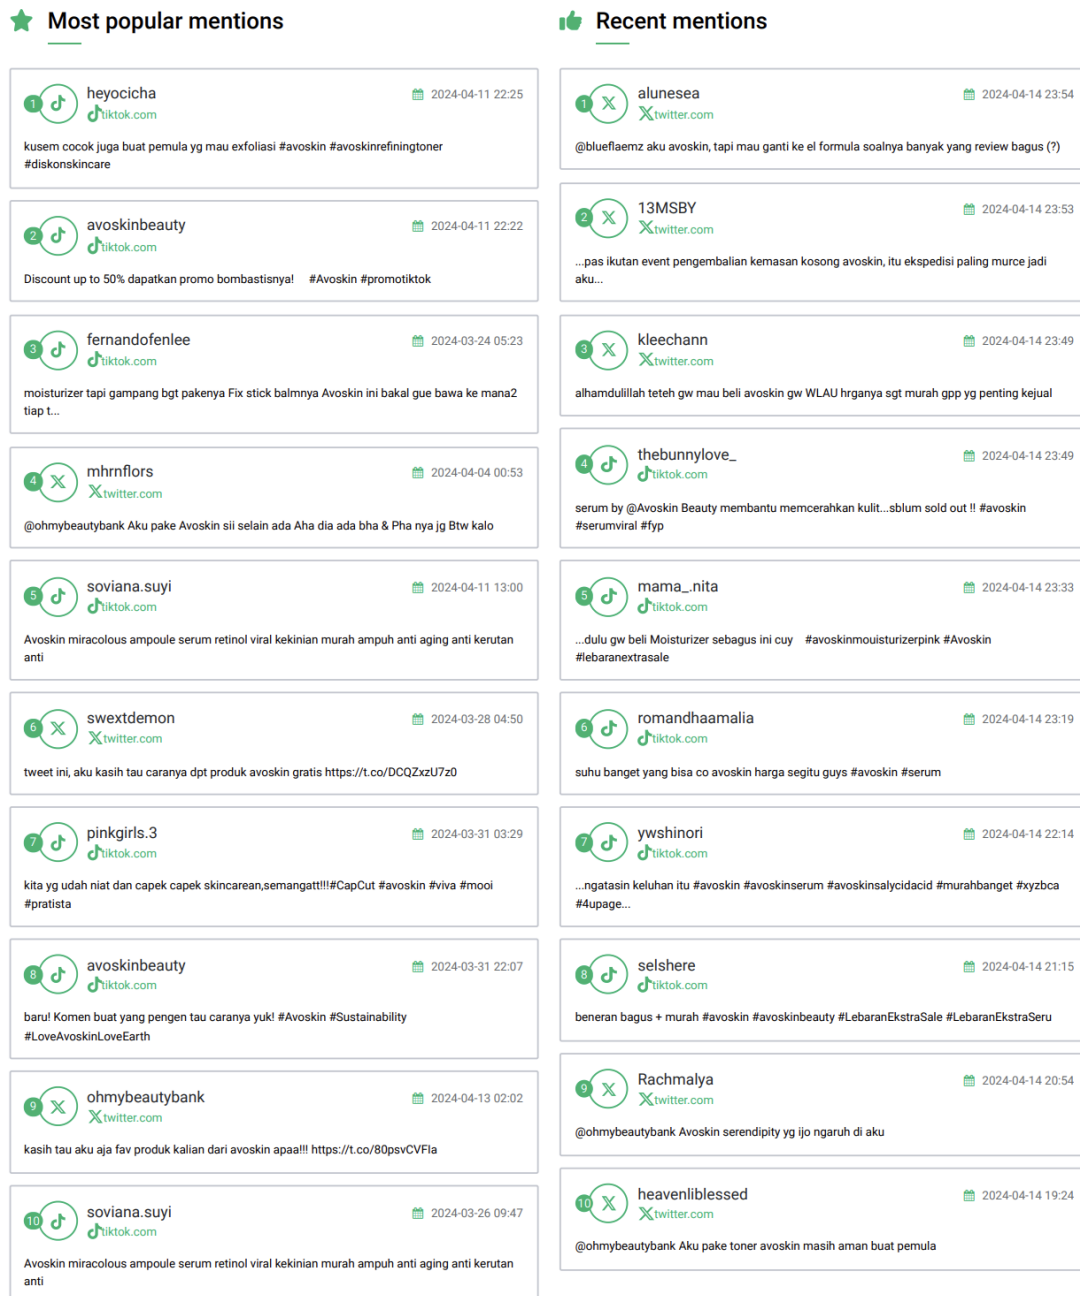 Most popular mentions
1
heyocicha
2024-04-11 22:25
tiktok.com
kusem cocok juga buat pemula yg mau exfoliasi #avoskin #avoskinrefiningtoner
#diskonskincare
2
avoskinbeauty
2024-04-11 22:22
tiktok.com
Discount up to 50% dapatkan promo bombastisnya! #Avoskin #promotiktok
3
fernandofenlee
2024-03-24 05:23
tiktok.com
moisturizer tapi gampang bgt pakenya Fix stick balmnya Avoskin ini bakal gue bawa ke mana2
tiap t...
4
mhrnflors
2024-04-04 00:53
twitter.com
@ohmybeautybank Aku pake Avoskin sii selain ada Aha dia ada bha & Pha nya jg Btw kalo
5
soviana.suyi
2024-04-11 13:00
tiktok.com
Avoskin miracolous ampoule serum retinol viral kekinian murah ampuh anti aging anti kerutan
anti
6
swextdemon
2024-03-28 04:50
twitter.com
tweet ini, aku kasih tau caranya dpt produk avoskin gratis https://t.co/DCQZxzU7z0
7
pinkgirls.3
2024-03-31 03:29
tiktok.com
kita yg udah niat dan capek capek skincarean,semangatt!!!#CapCut #avoskin #viva #mooi
#pratista
8
avoskinbeauty
2024-03-31 22:07
tiktok.com
baru! Komen buat yang pengen tau caranya yuk! #Avoskin #Sustainability
#LoveAvoskinLoveEarth
9
ohmybeautybank
2024-04-13 02:02
twitter.com
kasih tau aku aja fav produk kalian dari avoskin apaa!!! https://t.co/80psvCVFIa
10
soviana.suyi
2024-03-26 09:47
tiktok.com
Avoskin miracolous ampoule serum retinol viral kekinian murah ampuh anti aging anti kerutan
anti
Recent mentions
1
alunesea
2024-04-14 23:54
twitter.com
@blueflaemz aku avoskin, tapi mau ganti ke el formula soalnya banyak yang review bagus (?)
2
13MSBY
2024-04-14 23:53
twitter.com
...pas ikutan event pengembalian kemasan kosong avoskin, itu ekspedisi paling murce jadi
aku...
3
kleechann
2024-04-14 23:49
twitter.com
alhamdulillah teteh gw mau beli avoskin gw WLAU hrganya sgt murah gpp yg penting kejual
4
thebunnylove_
2024-04-14 23:49
tiktok.com
serum by @Avoskin Beauty membantu memcerahkan kulit...sblum sold out !! #avoskin
#serumviral #fyp
5
mama_.nita
2024-04-14 23:33
tiktok.com
...dulu gw beli Moisturizer sebagus ini cuy #avoskinmouisturizerpink #Avoskin
#lebaranextrasale
6
romandhaamalia
2024-04-14 23:19
tiktok.com
suhu banget yang bisa co avoskin harga segitu guys #avoskin #serum
7
ywshinori
2024-04-14 22:14
tiktok.com
...ngatasin keluhan itu #avoskin #avoskinserum #avoskinsalycidacid #murahbanget #xyzbca
#4upage...
8
selshere
2024-04-14 21:15
tiktok.com
beneran bagus + murah #avoskin #avoskinbeauty #LebaranEkstraSale #LebaranEkstraSeru
9
Rachmalya
2024-04-14 20:54
twitter.com
@ohmybeautybank Avoskin serendipity yg ijo ngaruh di aku
10
heavenliblessed
2024-04-14 19:24
twitter.com
@ohmybeautybank Aku pake toner avoskin masih aman buat pemula